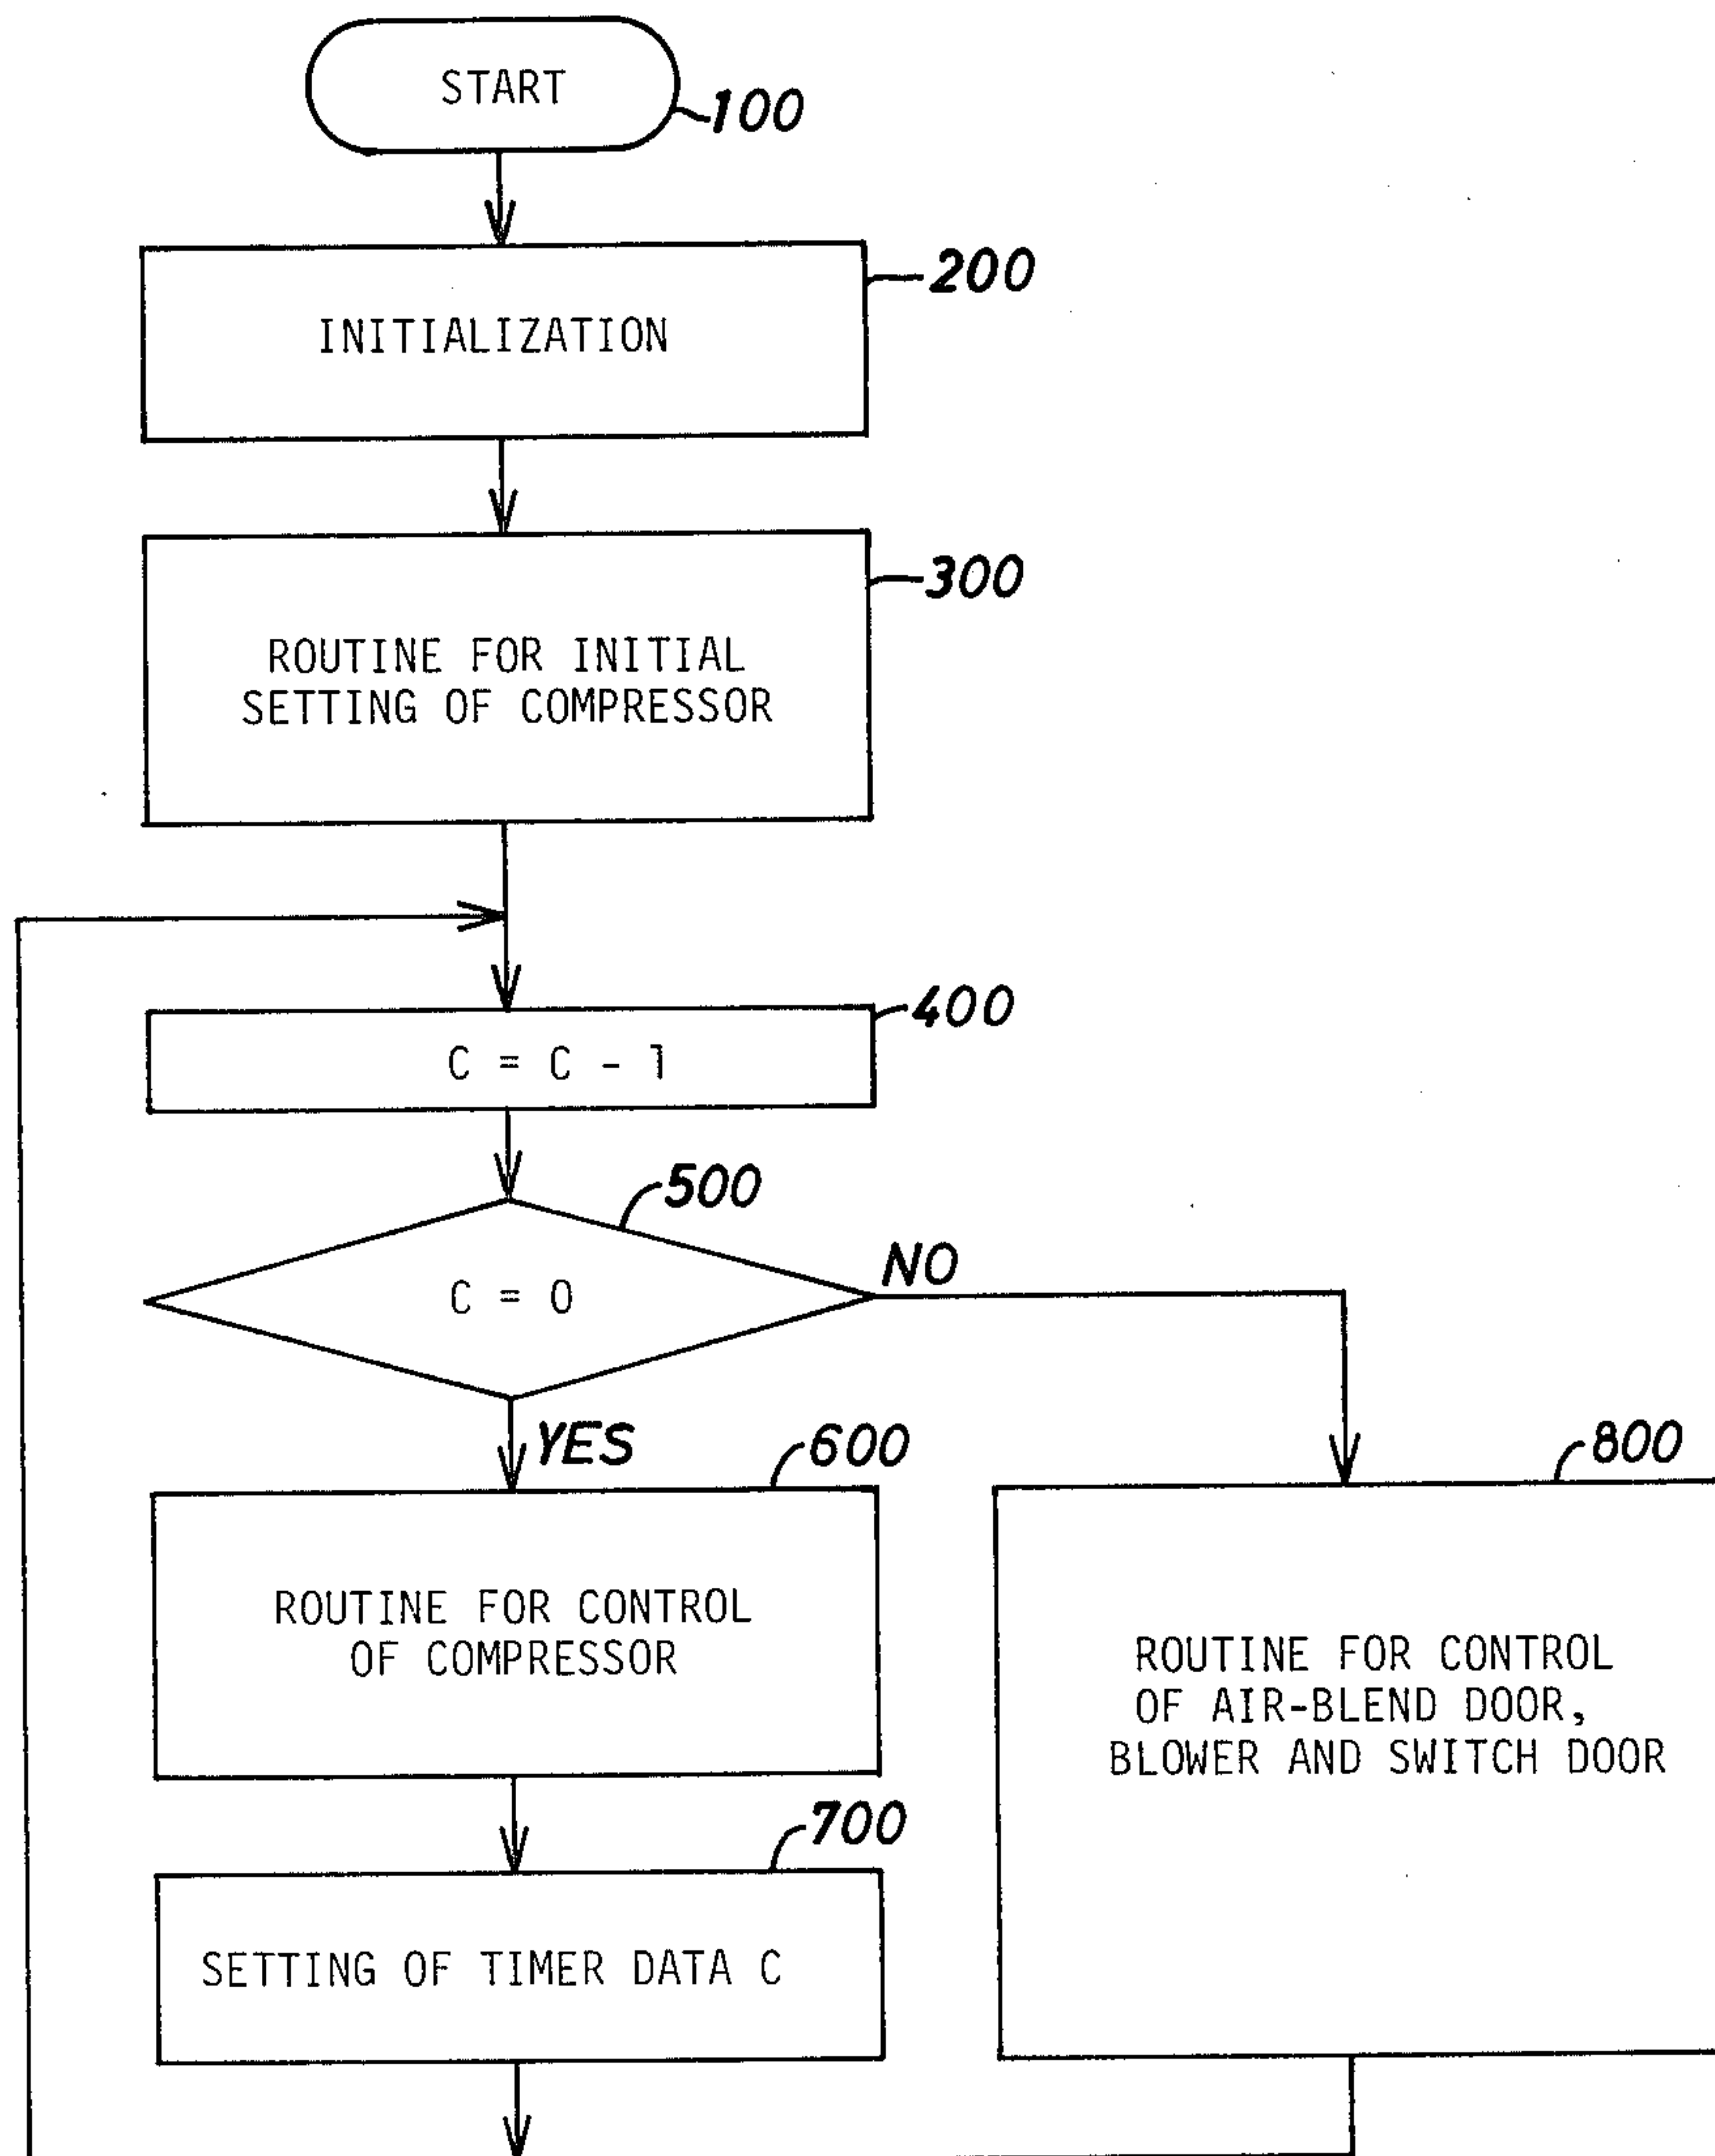 START
100
200
INITIALIZATION
300
ROUTINE FOR INITIAL
SETTING OF COMPRESSOR
400
C = C - 1
500
C = 0
NO
YES
600
800
ROUTINE FOR CONTROL
OF COMPRESSOR
ROUTINE FOR CONTROL
OF AIR-BLEND DOOR,
BLOWER AND SWITCH DOOR
700
SETTING OF TIMER DATA C